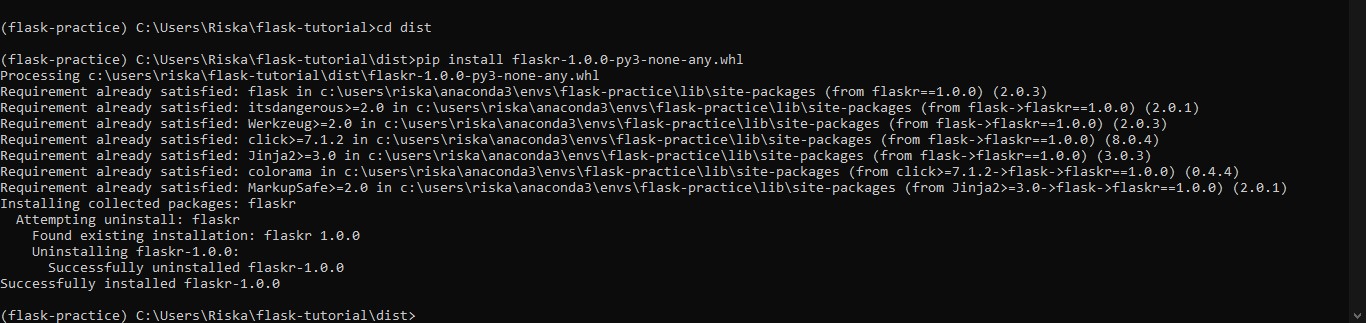 (flask-practice) C:\Users\Riska\flask-tutorial>cd dist
(flask-practice) C:\Users\Riska\flask-tutorial\dist>pip install flaskr-1.0.0-py3-none-any.whl
Processing c:\users\riska\flask-tutorial\dist\flaskr-1.0.0-py3-none-any.whl
Requirement already satisfied: flask in c:\users\riska\anaconda3\envs\flask-practice\lib\site-packages (from flaskr==1.0.0) (2.0.3)
Requirement already satisfied: itsdangerous>=2.0 in c:\users\riska\anaconda3\envs\flask-practice\lib\site-packages (from flask->flaskr==1.0.0) (2.0.1)
Requirement already satisfied: Werkzeug>=2.0 in c:\users\riska\anaconda3\envs\flask-practice\lib\site-packages (from flask->flaskr==1.0.0) (2.0.3)
Requirement already satisfied: click>=7.1.2 in c:\users\riska\anaconda3\envs\flask-practice\lib\site-packages (from flask->flaskr==1.0.0) (8.0.4)
Requirement already satisfied: Jinja2>=3.0 in c:\users\riska\anaconda3\envs\flask-practice\lib\site-packages (from flask->flaskr==1.0.0) (3.0.3)
Requirement already satisfied: colorama in c:\users\riska\anaconda3\envs\flask-practice\lib\site-packages (from click>=7.1.2->flask->flaskr==1.0.0) (0.4.4)
Requirement already satisfied: MarkupSafe>=2.0 in c:\users\riska\anaconda3\envs\flask-practice\lib\site-packages (from Jinja2>=3.0->flask->flaskr==1.0.0) (2.0.1)
Installing collected packages: flaskr
  Attempting uninstall: flaskr
    Found existing installation: flaskr 1.0.0
    Uninstalling flaskr-1.0.0:
      Successfully uninstalled flaskr-1.0.0
Successfully installed flaskr-1.0.0
(flask-practice) C:\Users\Riska\flask-tutorial\dist>